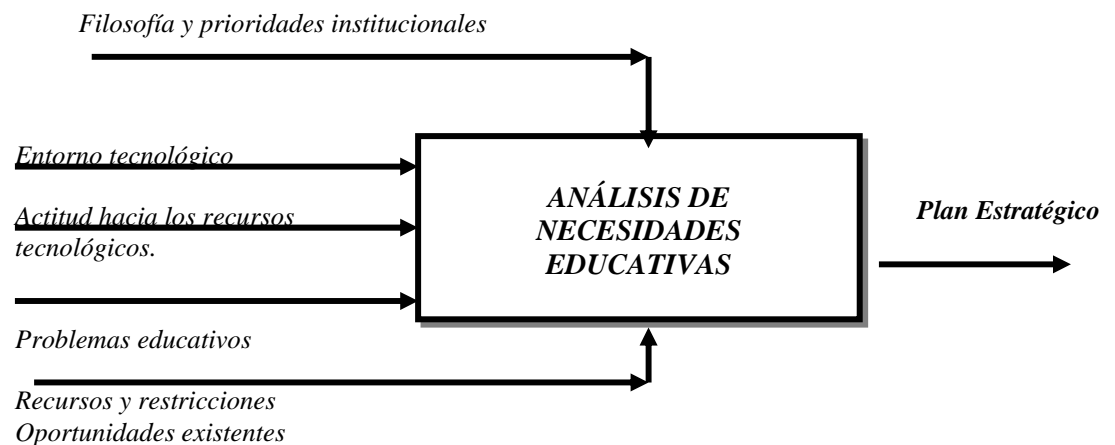 Filosofía y prioridades institucionales
Entorno tecnológico
Actitud hacia los recursos
tecnológicos.
Problemas educativos
Recursos y restricciones
Oportunidades existentes
ANÁLISIS DE
NECESIDADES
EDUCATIVAS
Plan Estratégico